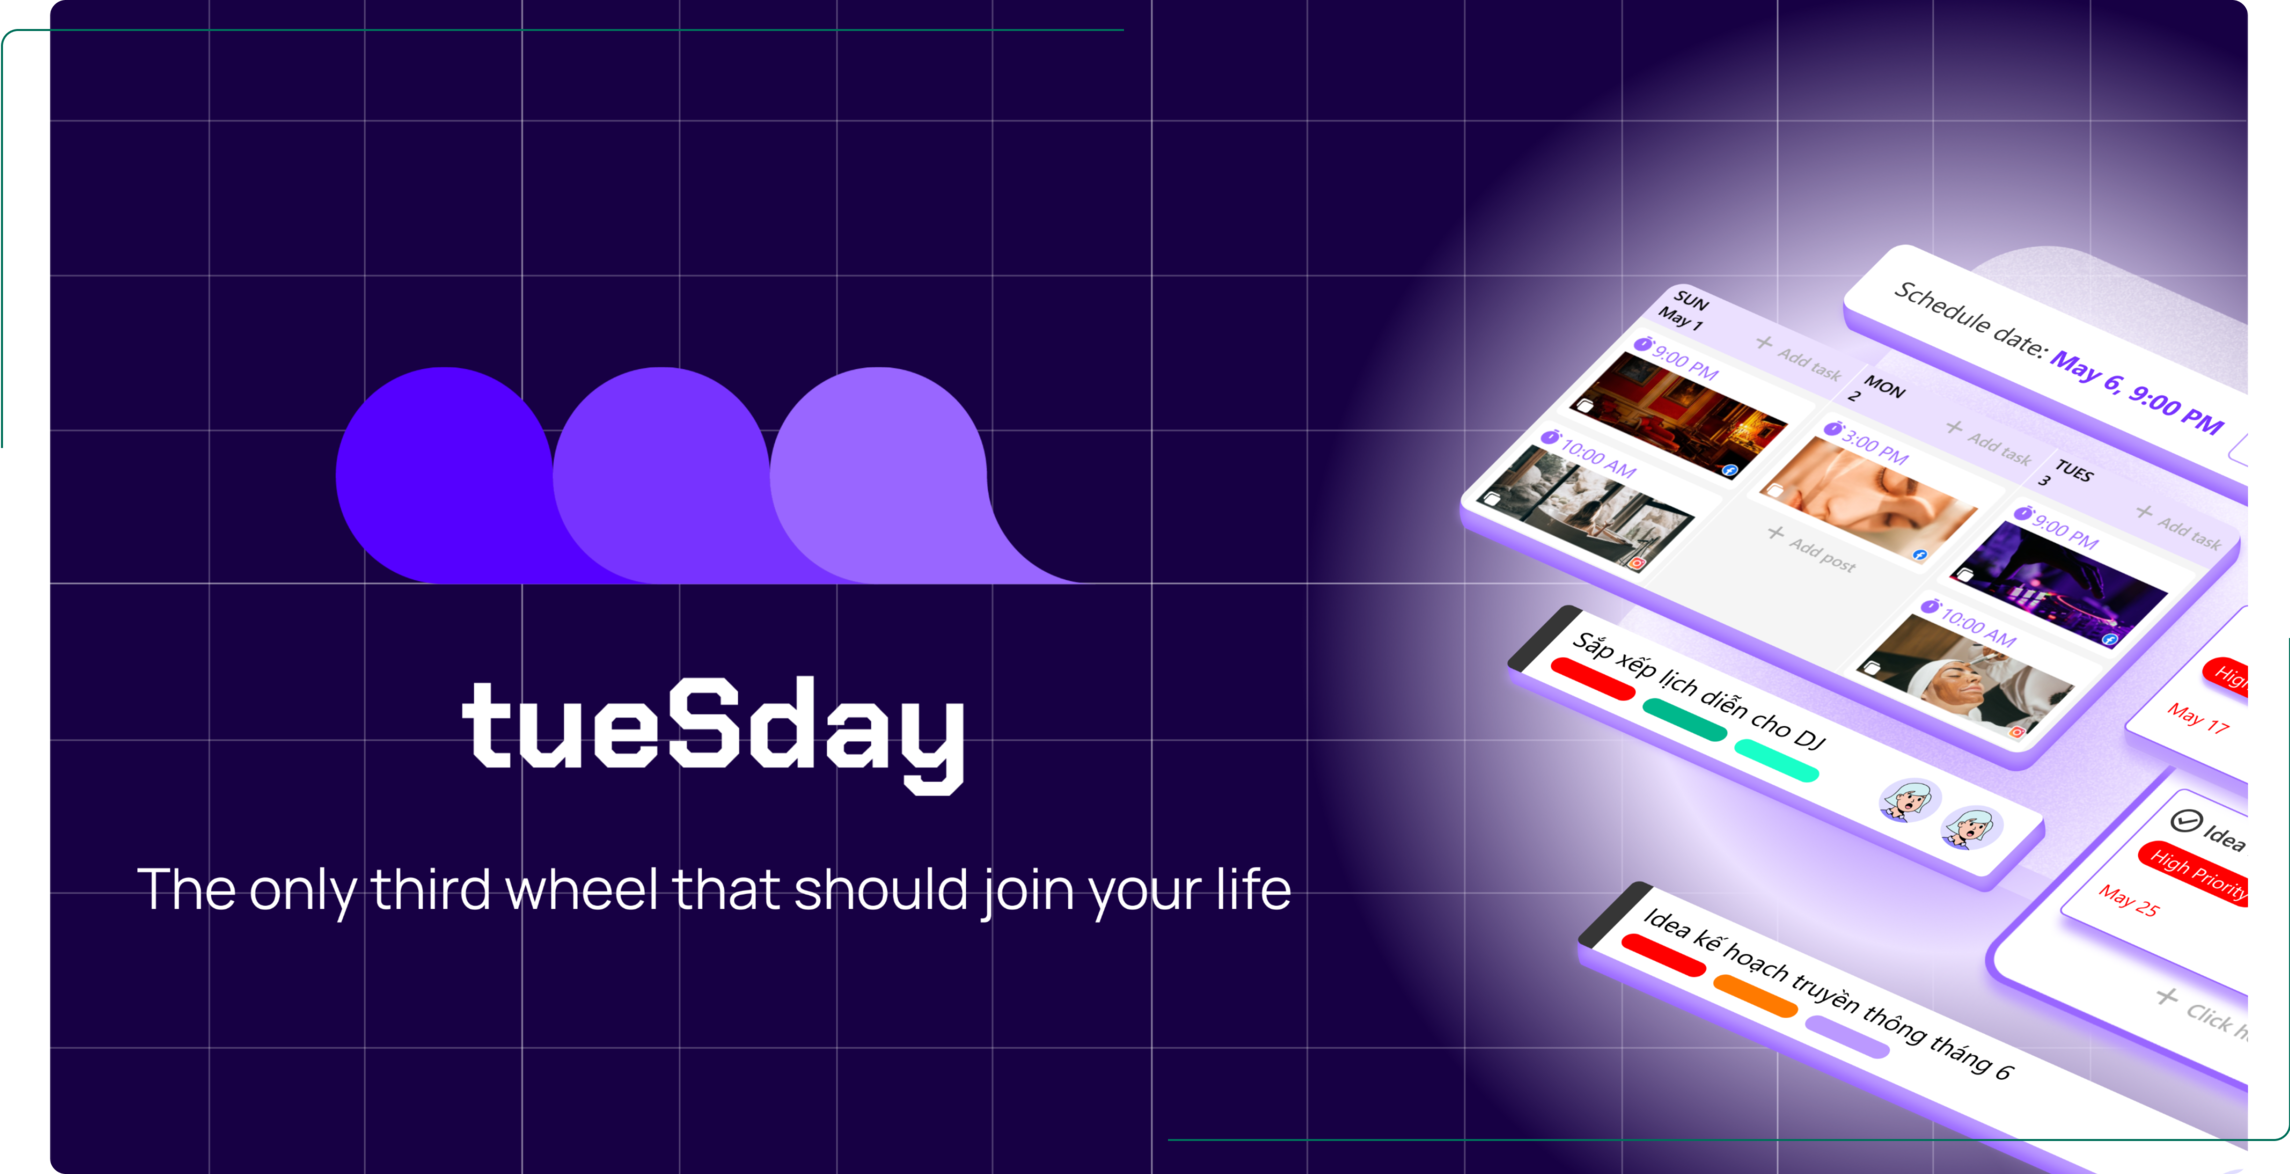 tueSday
The only third wheel that should join your life
Schedule date: May 6, 9:00 PM
SUN
May 1
+ Add task
9:00 PM
10:00 AM
MON
2
+ Add task
3:00 PM
+ Add post
TUES
3
+ Add task
9:00 PM
10:00 AM
Sắp xếp lịch diễn cho DJ
Idea kế hoạch truyền thông tháng 6
High
May 17
Idea
High Priority
May 25
+ Click